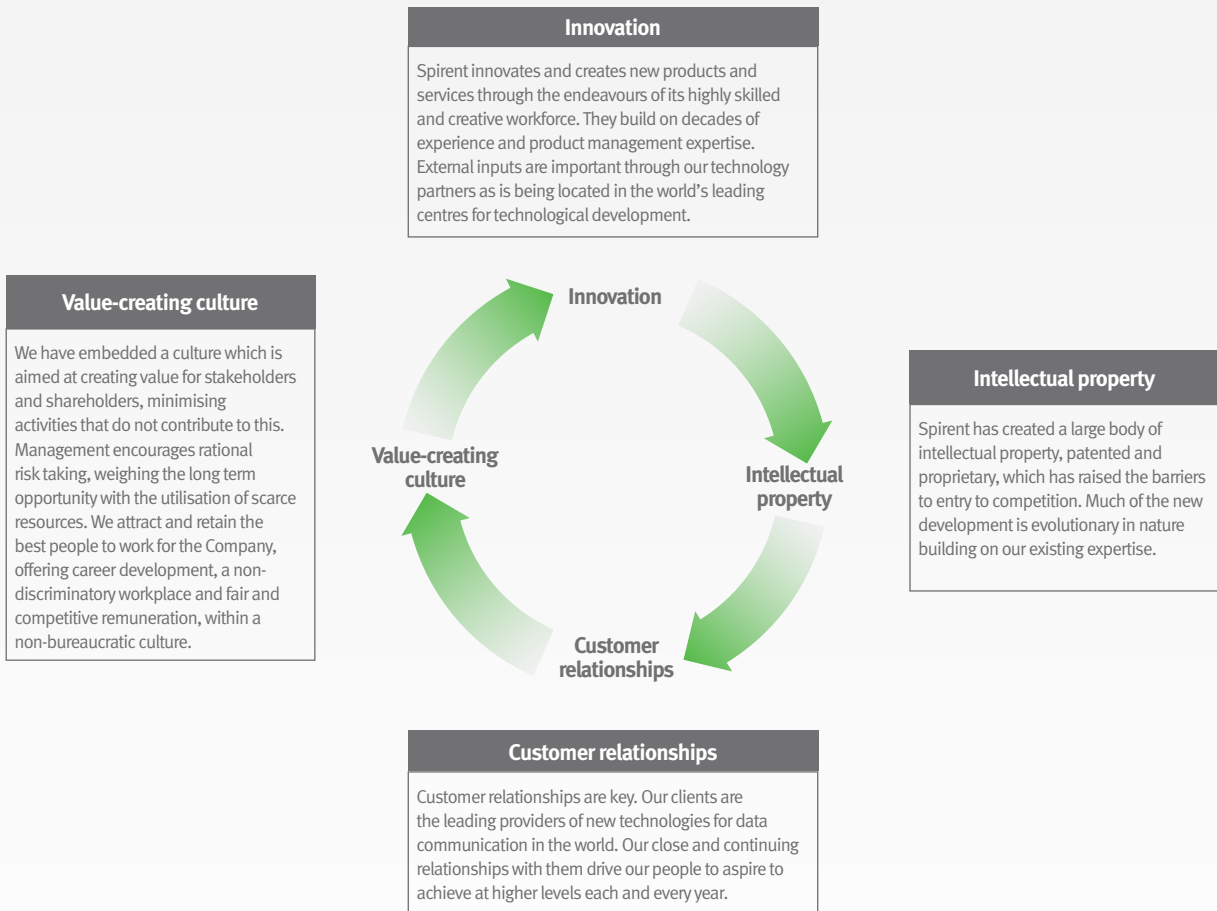 Innovation
Spirent innovates and creates new products and
services through the endeavours of its highly skilled
and creative workforce. They build on decades of
experience and product management expertise.
External inputs are important through our technology
partners as is being located in the world's leading
centres for technological development.
Value-creating culture
We have embedded a culture which is
aimed at creating value for stakeholders
and shareholders, minimising
activities that do not contribute to this.
Management encourages rational
risk taking, weighing the long term
opportunity with the utilisation of scarce
resources. We attract and retain the
best people to work for the Company,
offering career development, a non-
discriminatory workplace and fair and
competitive remuneration, within a
non-bureaucratic culture.
Innovation
Value-creating
culture
Intellectual
property
Customer
relationships
Intellectual property
Spirent has created a large body of
intellectual property, patented and
proprietary, which has raised the barriers
to entry to competition. Much of the new
development is evolutionary in nature
building on our existing expertise.
Customer relationships
Customer relationships are key. Our clients are
the leading providers of new technologies for data
communication in the world. Our close and continuing
relationships with them drive our people to aspire to
achieve at higher levels each and every year.